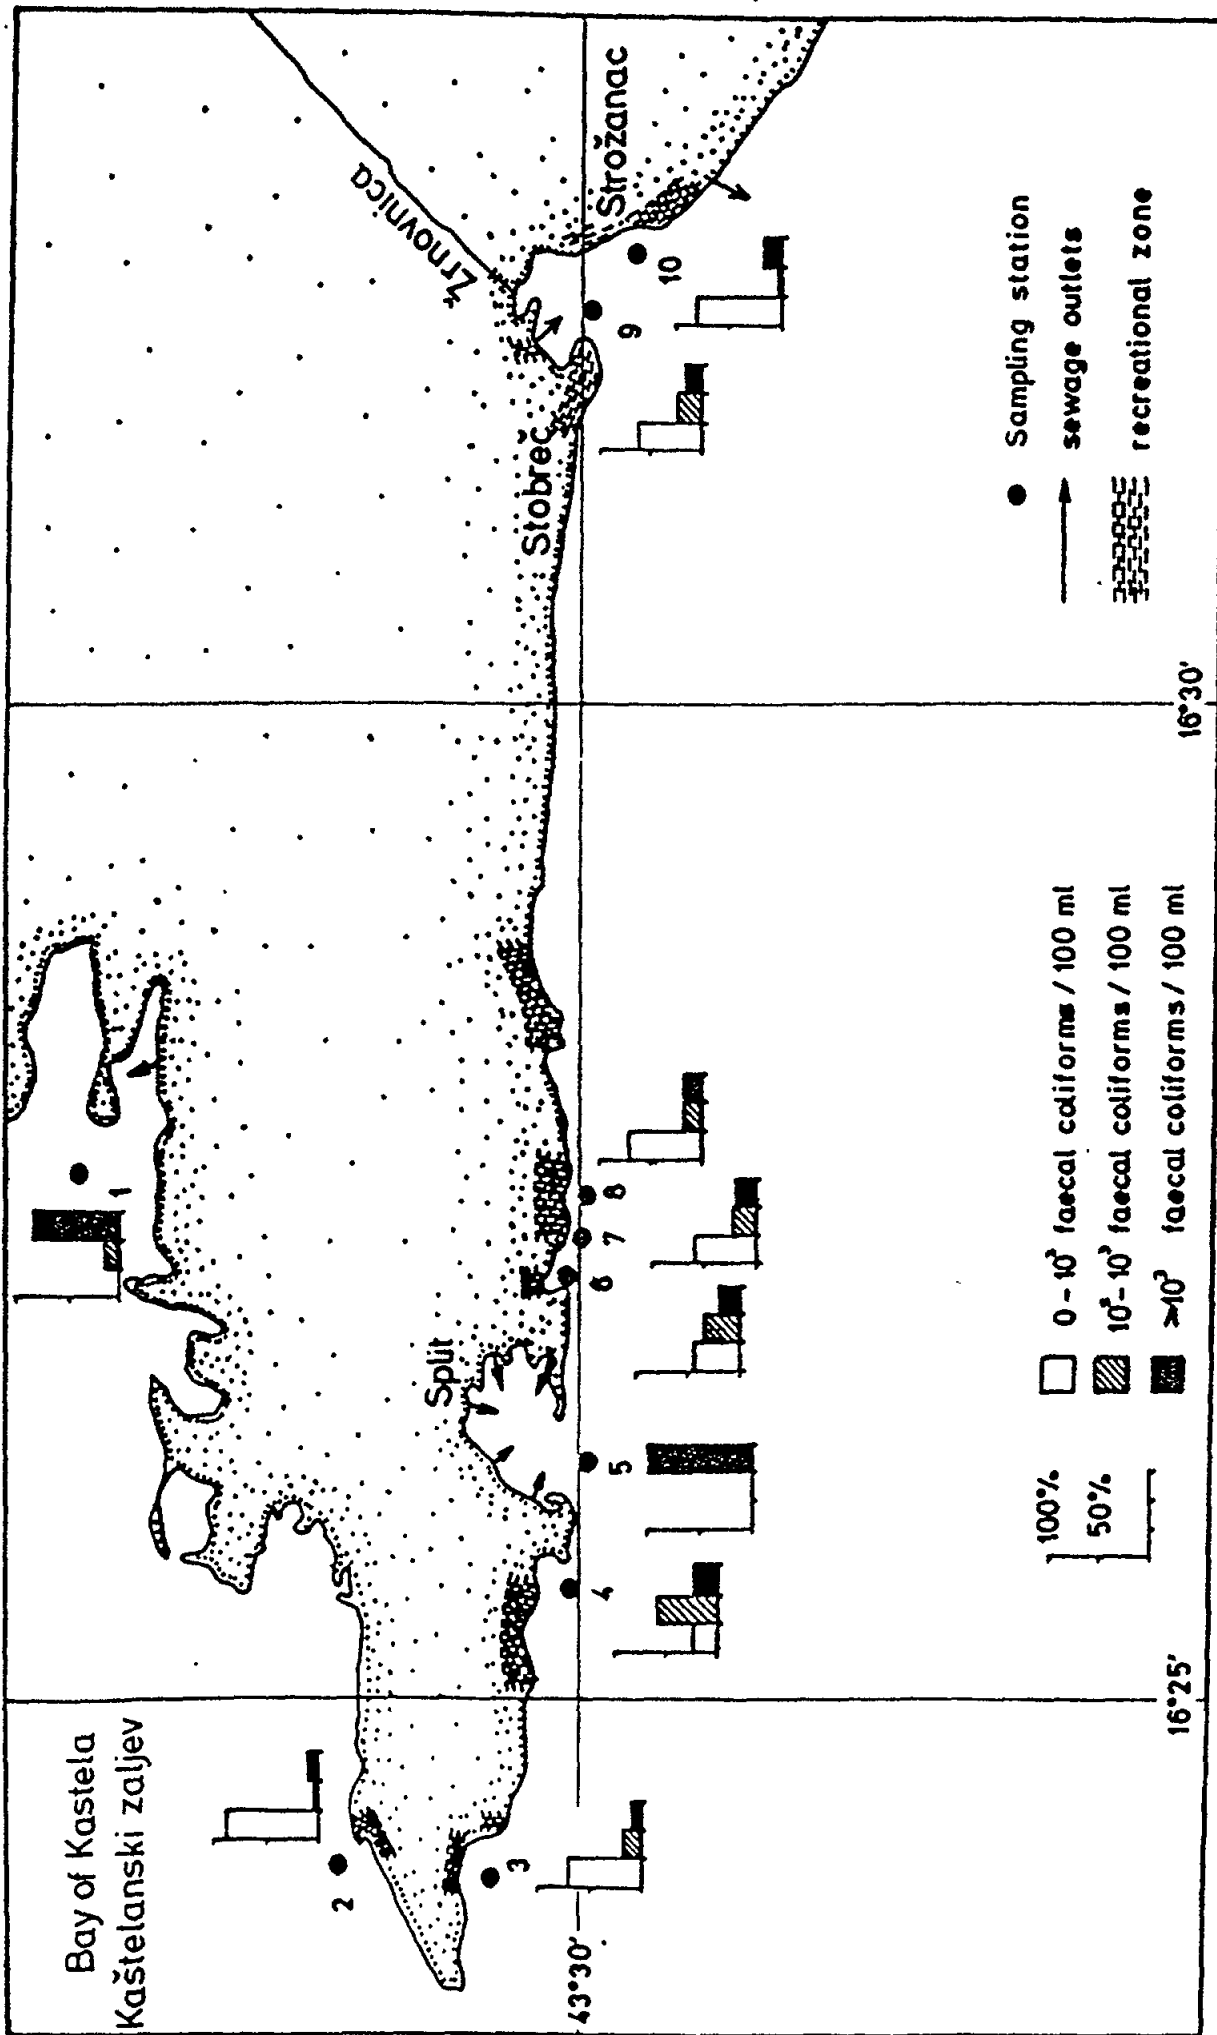 Bay of Kastela
Kaštelanski zaljev
Žrnovnica
Strožanac
Stobreč
Split
1
2
3
4
5
6
7
8
9
10
43°30'
16°25'
16°30'
100%
50%
0-10³ faecal coliforms / 100 ml
10²-10³ faecal coliforms / 100 ml
>10³ faecal coliforms / 100 ml
Sampling station
sewage outlets
recreational zone